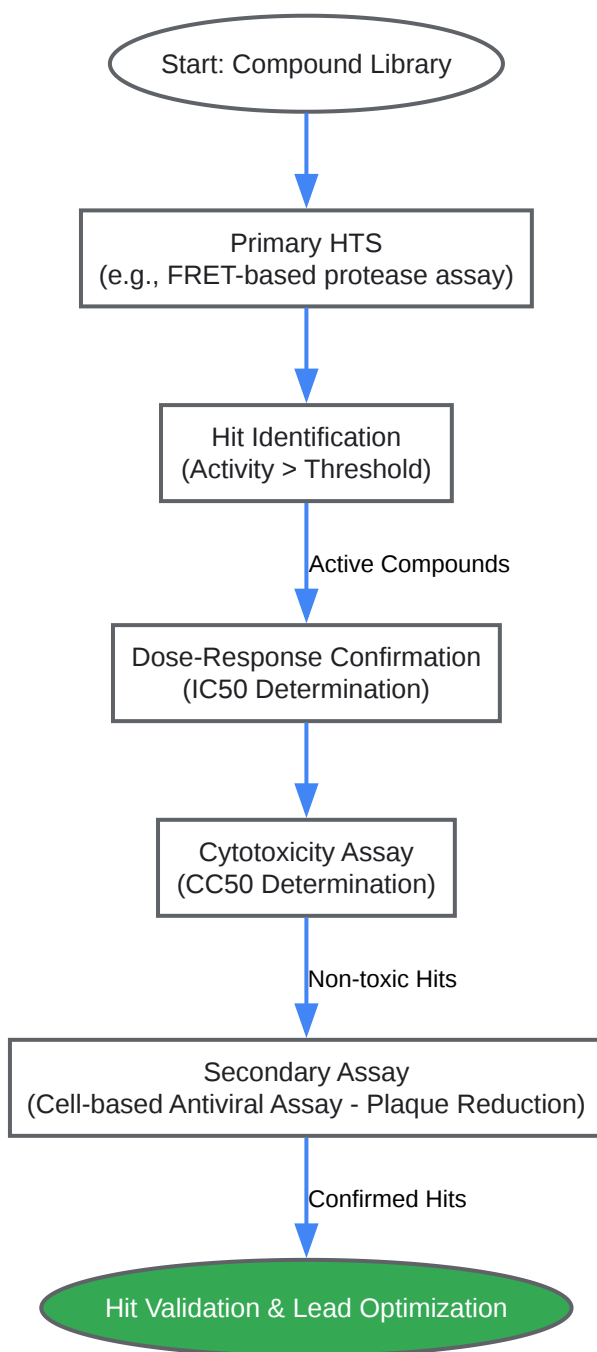 Start: Compound Library
Primary HTS
(e.g., FRET-based protease assay)
Hit Identification
(Activity > Threshold)
Active Compounds
Dose-Response Confirmation
(IC50 Determination)
Cytotoxicity Assay
(CC50 Determination)
Non-toxic Hits
Secondary Assay
(Cell-based Antiviral Assay - Plaque Reduction)
Confirmed Hits
Hit Validation & Lead Optimization